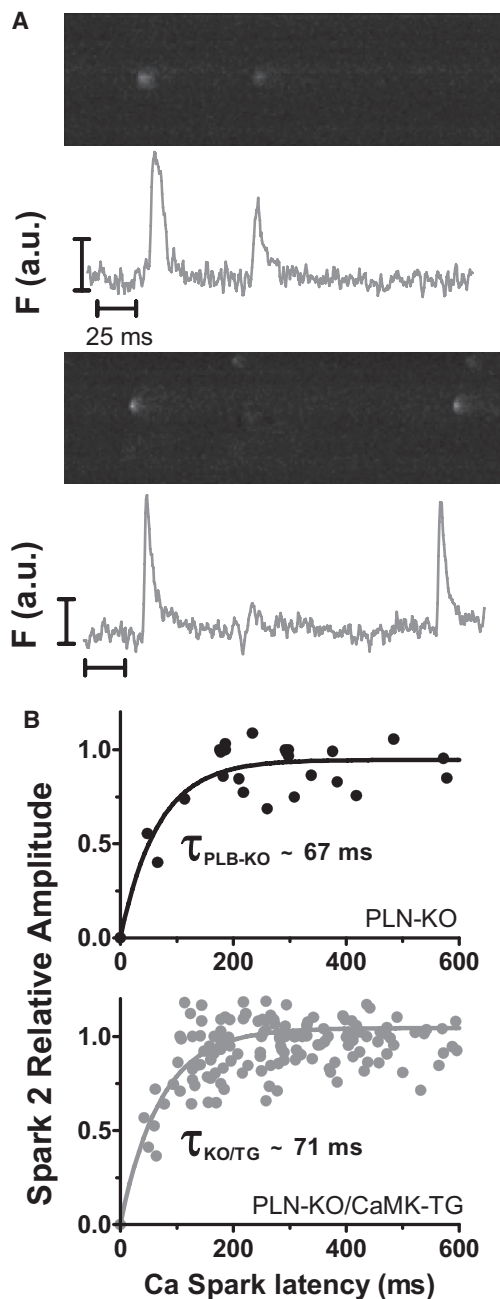 A
F (a.u.)
25 ms
F (a.u.)
B
Spark 2 Relative Amplitude
1.0
0.5
0.0
τPLB-KO ~ 67 ms
PLN-KO
0 200 400 600
1.0
0.5
0.0
τKO/TG ~ 71 ms
PLN-KO/CaMK-TG
0 200 400 600
Ca Spark latency (ms)